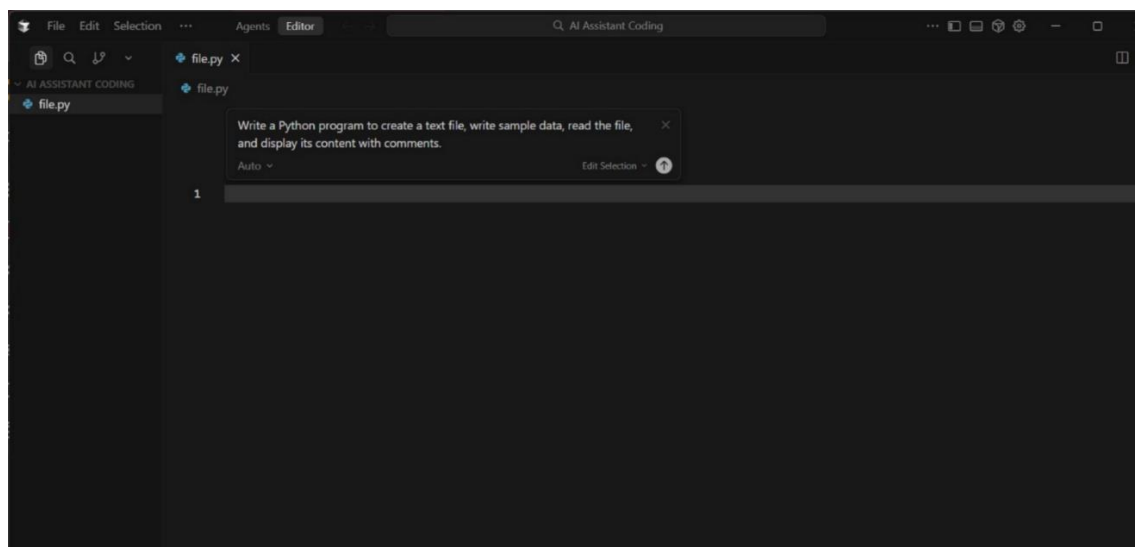 File Edit Selection ··· Agents Editor ← → AI Assistant Coding ···
file.py
AI ASSISTANT CODING
file.py
file.py
Write a Python program to create a text file, write sample data, read the file,
and display its content with comments.
Auto Edit Selection
1